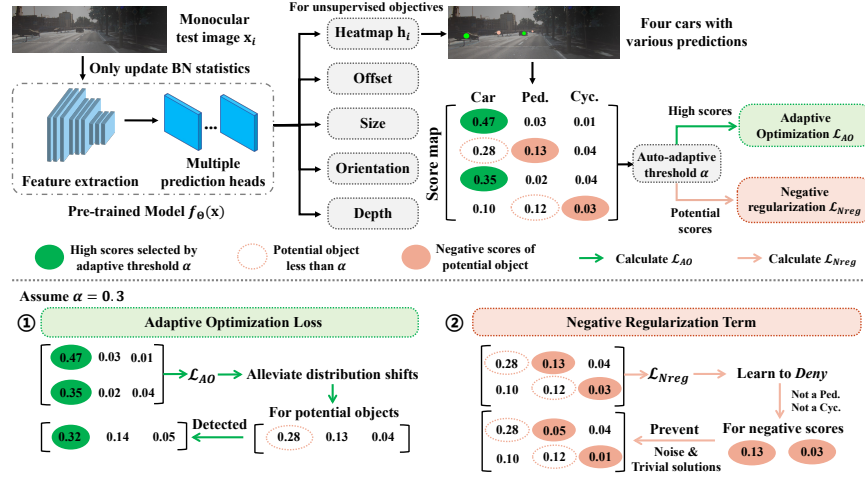 Monocular
test image x_i
For unsupervised objectives
Only update BN statistics
Feature extraction
Multiple
prediction heads
Pre-trained Model f_Θ(x)
Heatmap h_i
Offset
Size
Orientation
Depth
Four cars with
various predictions
Score map
Car Ped. Cyc.
0.47 0.03 0.01
0.28 0.13 0.04
0.35 0.02 0.04
0.10 0.12 0.03
Auto-adaptive
threshold α
High scores
Potential
scores
Adaptive
Optimization ℒ_AO
Negative
regularization ℒ_Nreg
High scores selected by
adaptive threshold α
Potential object
less than α
Negative scores of
potential object
Calculate ℒ_AO
Calculate ℒ_Nreg
Assume α = 0.3
① Adaptive Optimization Loss
0.47 0.03 0.01
0.35 0.02 0.04
ℒ_AO
Alleviate distribution shifts
For potential objects
0.28 0.13 0.04
Detected
0.32 0.14 0.05
② Negative Regularization Term
0.28 0.13 0.04
0.10 0.12 0.03
ℒ_Nreg
Learn to Deny
Not a Ped.
Not a Cyc.
For negative scores
0.13 0.03
Prevent
Noise &
Trivial solutions
0.28 0.05 0.04
0.10 0.12 0.01